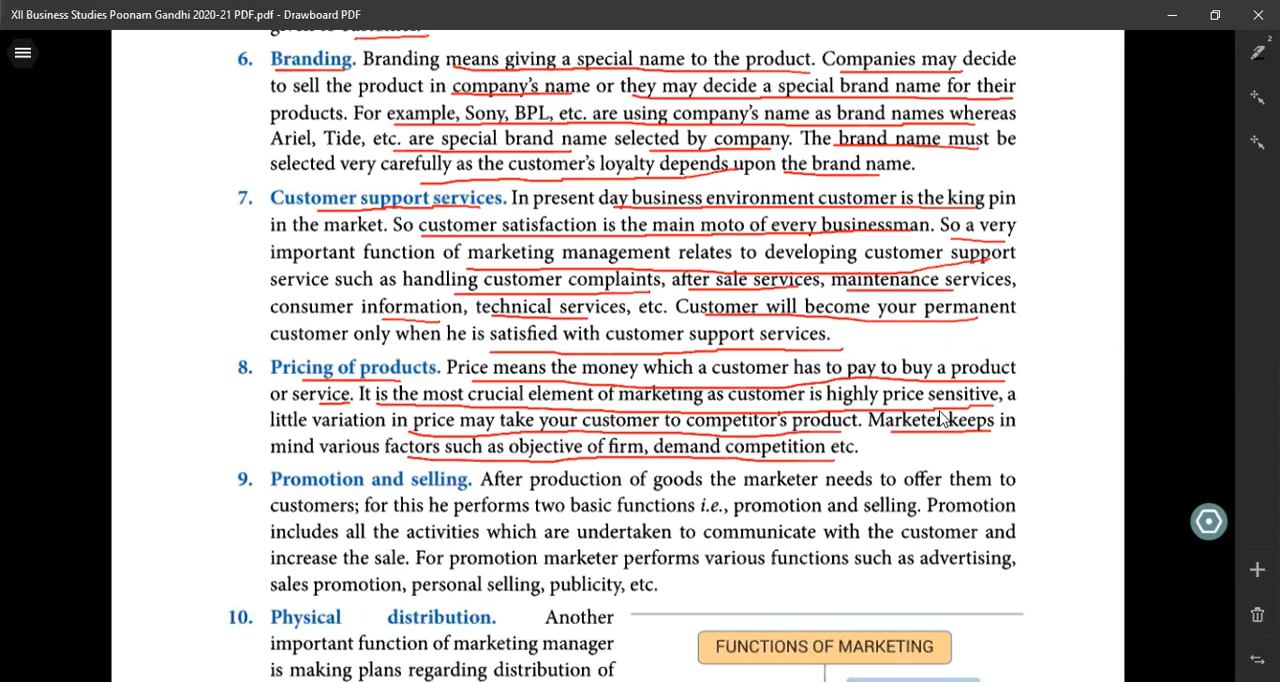 XII Business Studies Poonam Gandhi 2020-21 PDF.pdf - Drawboard PDF
2
6. Branding. Branding means giving a special name to the product. Companies may decide
to sell the product in company's name or they may decide a special brand name for their
products. For example, Sony, BPL, etc. are using company's name as brand names whereas
Ariel, Tide, etc. are special brand name selected by company. The brand name must be
selected very carefully as the customer's loyalty depends upon the brand name.
7. Customer support services. In present day business environment customer is the king pin
in the market. So customer satisfaction is the main moto of every businessman. So a very
important function of marketing management relates to developing customer support
service such as handling customer complaints, after sale services, maintenance services,
consumer information, technical services, etc. Customer will become your permanent
customer only when he is satisfied with customer support services.
8. Pricing of products. Price means the money which a customer has to pay to buy a product
or service. It is the most crucial element of marketing as customer is highly price sensitive, a
little variation in price may take your customer to competitor's product. Marketer keeps in
mind various factors such as objective of firm, demand competition etc.
9. Promotion and selling. After production of goods the marketer needs to offer them to
customers; for this he performs two basic functions i.e., promotion and selling. Promotion
includes all the activities which are undertaken to communicate with the customer and
increase the sale. For promotion marketer performs various functions such as advertising,
sales promotion, personal selling, publicity, etc.
10. Physical distribution. Another
important function of marketing manager
is making plans regarding distribution of
FUNCTIONS OF MARKETING